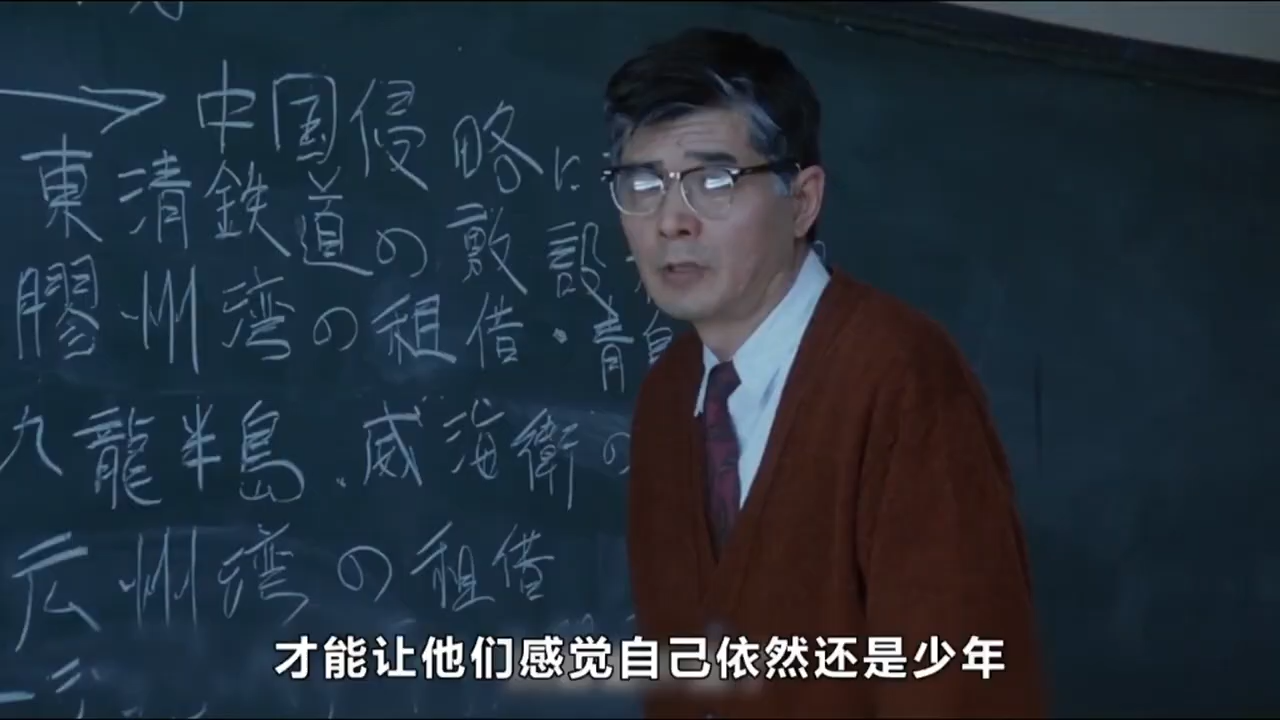 中国侵略に
東清鉄道の敷設
膠州湾の租借・青島
九龍半島.威海衛の
広州湾の租借
才能让他们感觉自己依然还是少年